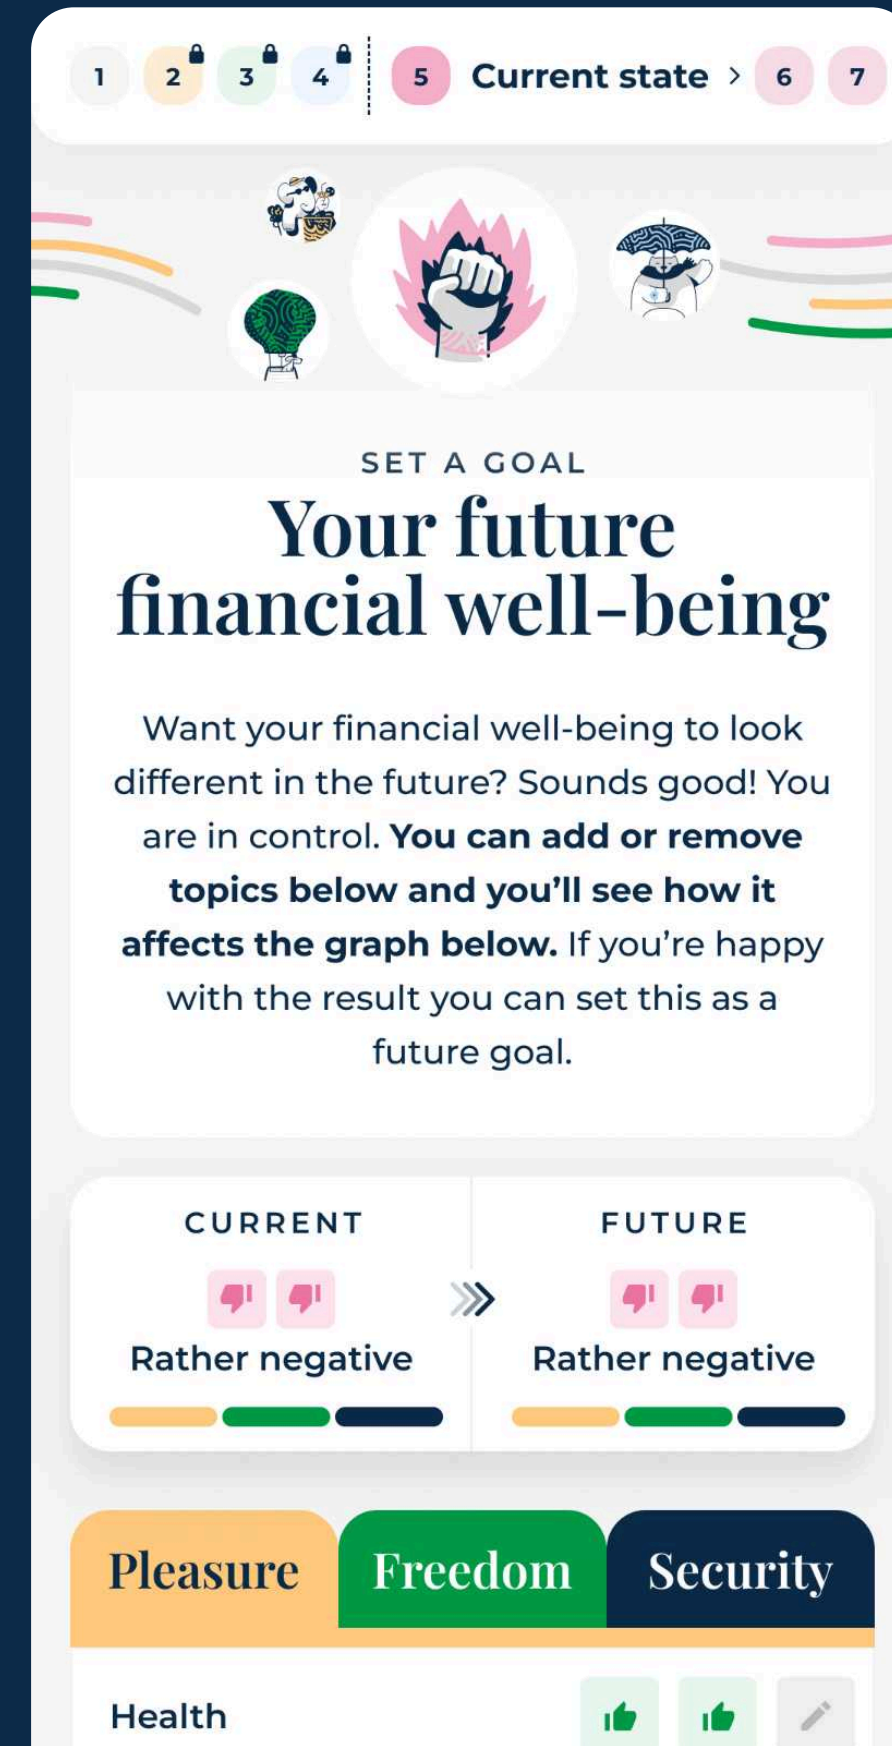 1 2 3 4 5 Current state > 6 7
SET A GOAL
Your future
financial well-being
Want your financial well-being to look
different in the future? Sounds good! You
are in control. You can add or remove
topics below and you’ll see how it
affects the graph below. If you’re happy
with the result you can set this as a
future goal.
CURRENT
Rather negative
FUTURE
Rather negative
Pleasure Freedom Security
Health